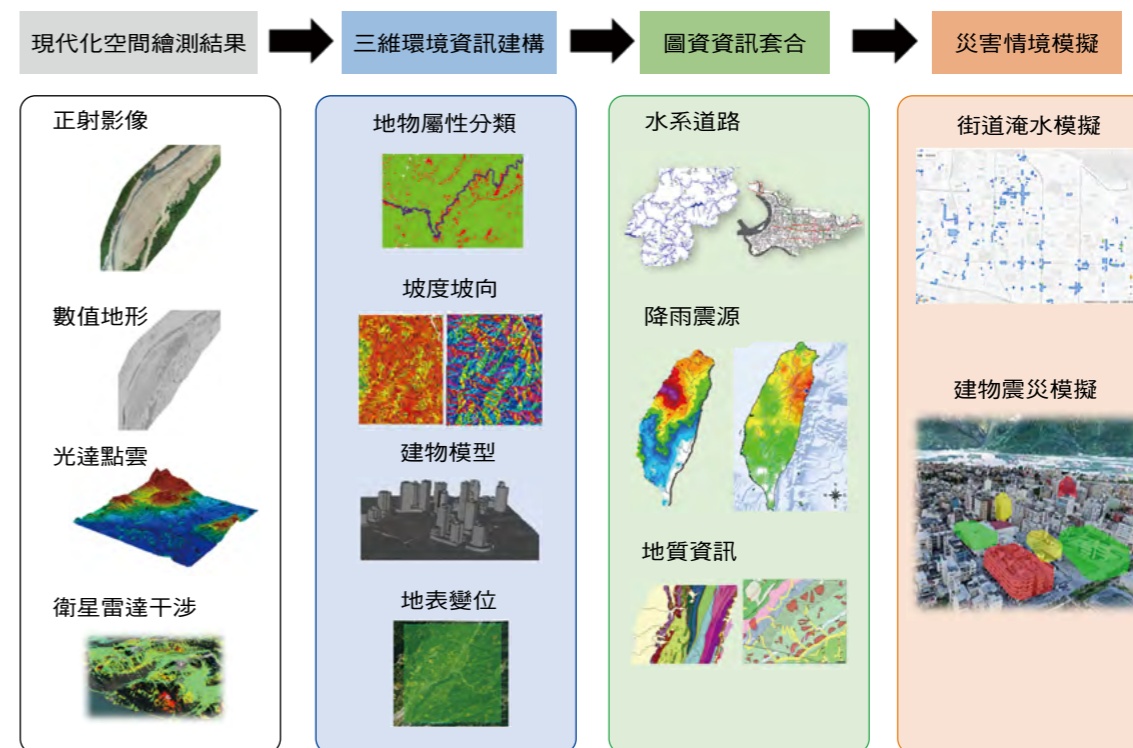 現代化空間繪測結果
三維環境資訊建構
圖資資訊套合
災害情境模擬
正射影像
數值地形
光達點雲
衛星雷達干涉
地物屬性分類
坡度坡向
建物模型
地表變位
水系道路
降雨震源
地質資訊
街道淹水模擬
建物震災模擬